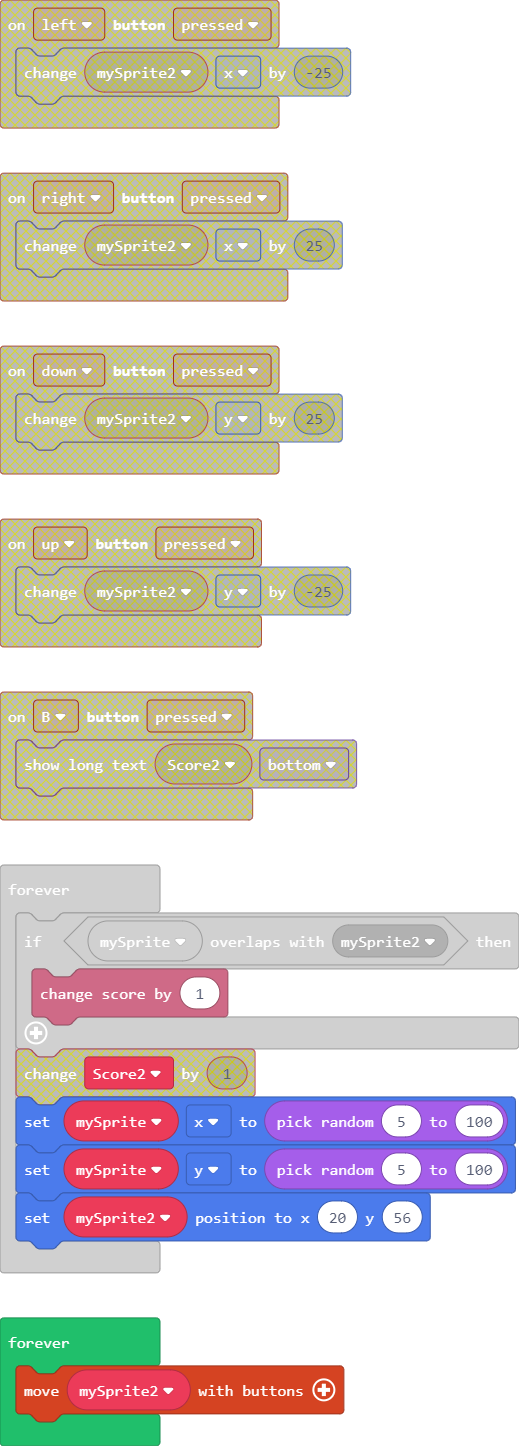 on left button pressed
change mySprite2 x by -25
on right button pressed
change mySprite2 x by 25
on down button pressed
change mySprite2 y by 25
on up button pressed
change mySprite2 y by -25
on B button pressed
show long text Score2 bottom
forever
if mySprite overlaps with mySprite2 then
change score by 1
change Score2 by 1
set mySprite x to pick random 5 to 100
set mySprite y to pick random 5 to 100
set mySprite2 position to x 20 y 56
forever
move mySprite2 with buttons